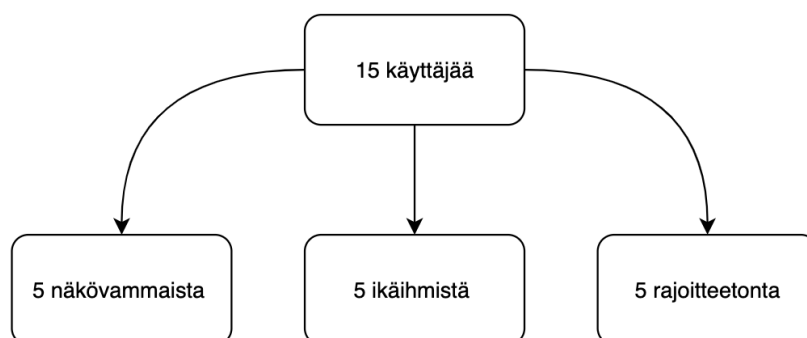 15 käyttäjää
5 näkövammaista
5 ikäihmistä
5 rajoitteetonta